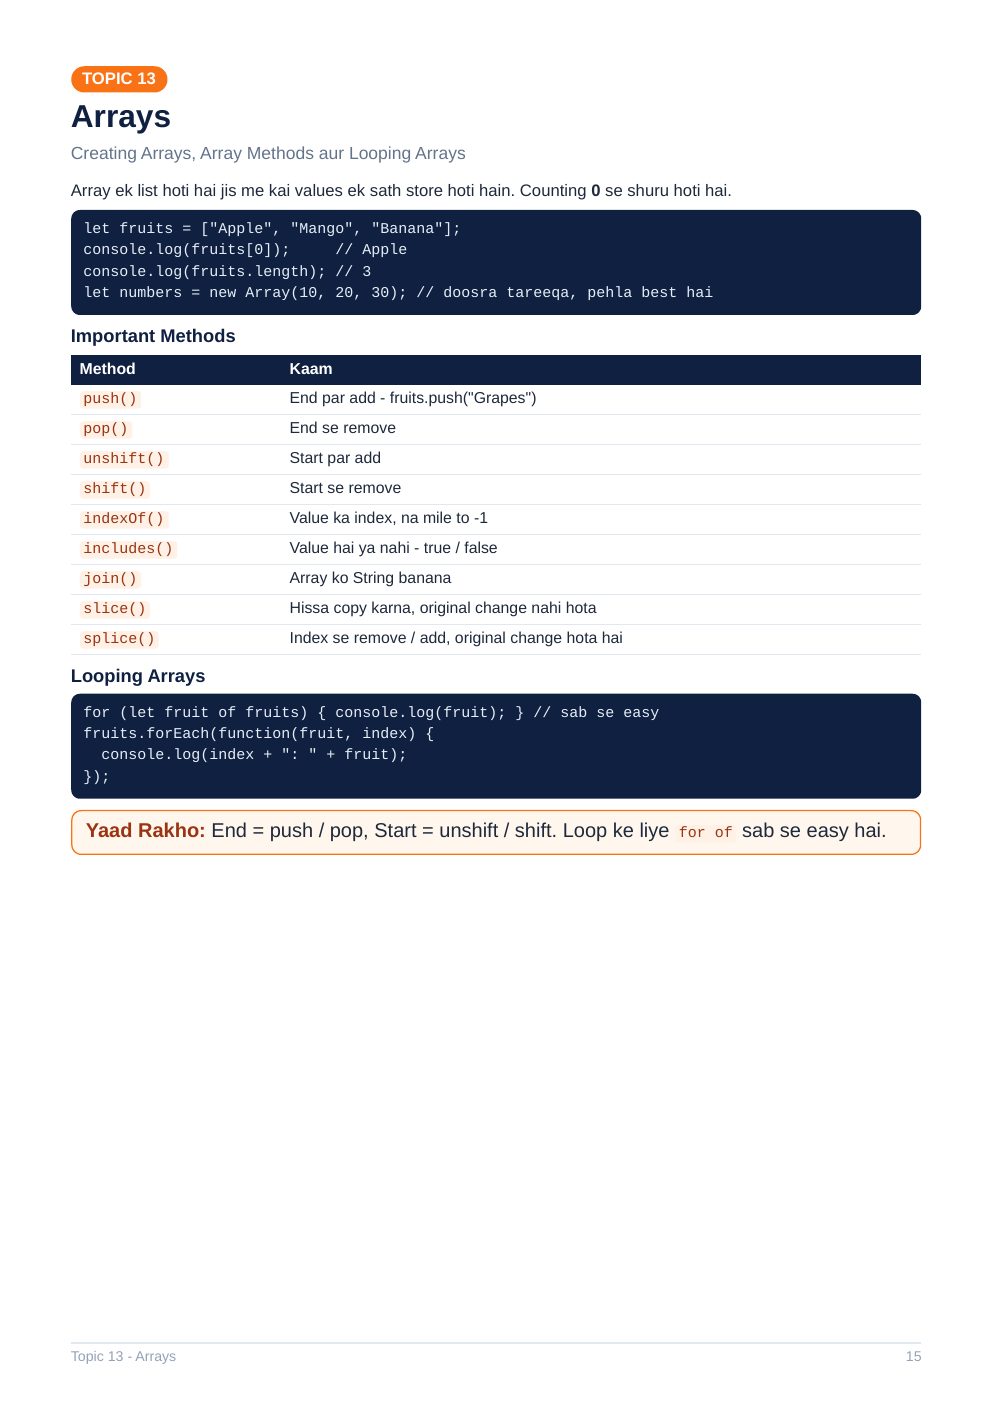 TOPIC 13
Arrays
Creating Arrays, Array Methods aur Looping Arrays
Array ek list hoti hai jis me kai values ek sath store hoti hain. Counting 0 se shuru hoti hai.
let fruits = ["Apple", "Mango", "Banana"];
console.log(fruits[0]);     // Apple
console.log(fruits.length); // 3
let numbers = new Array(10, 20, 30); // doosra tareeqa, pehla best hai
Important Methods
Method Kaam
push() End par add - fruits.push("Grapes")
pop() End se remove
unshift() Start par add
shift() Start se remove
indexOf() Value ka index, na mile to -1
includes() Value hai ya nahi - true / false
join() Array ko String banana
slice() Hissa copy karna, original change nahi hota
splice() Index se remove / add, original change hota hai
Looping Arrays
for (let fruit of fruits) { console.log(fruit); } // sab se easy
fruits.forEach(function(fruit, index) {
  console.log(index + ": " + fruit);
});
Yaad Rakho: End = push / pop, Start = unshift / shift. Loop ke liye for of sab se easy hai.
Topic 13 - Arrays 15